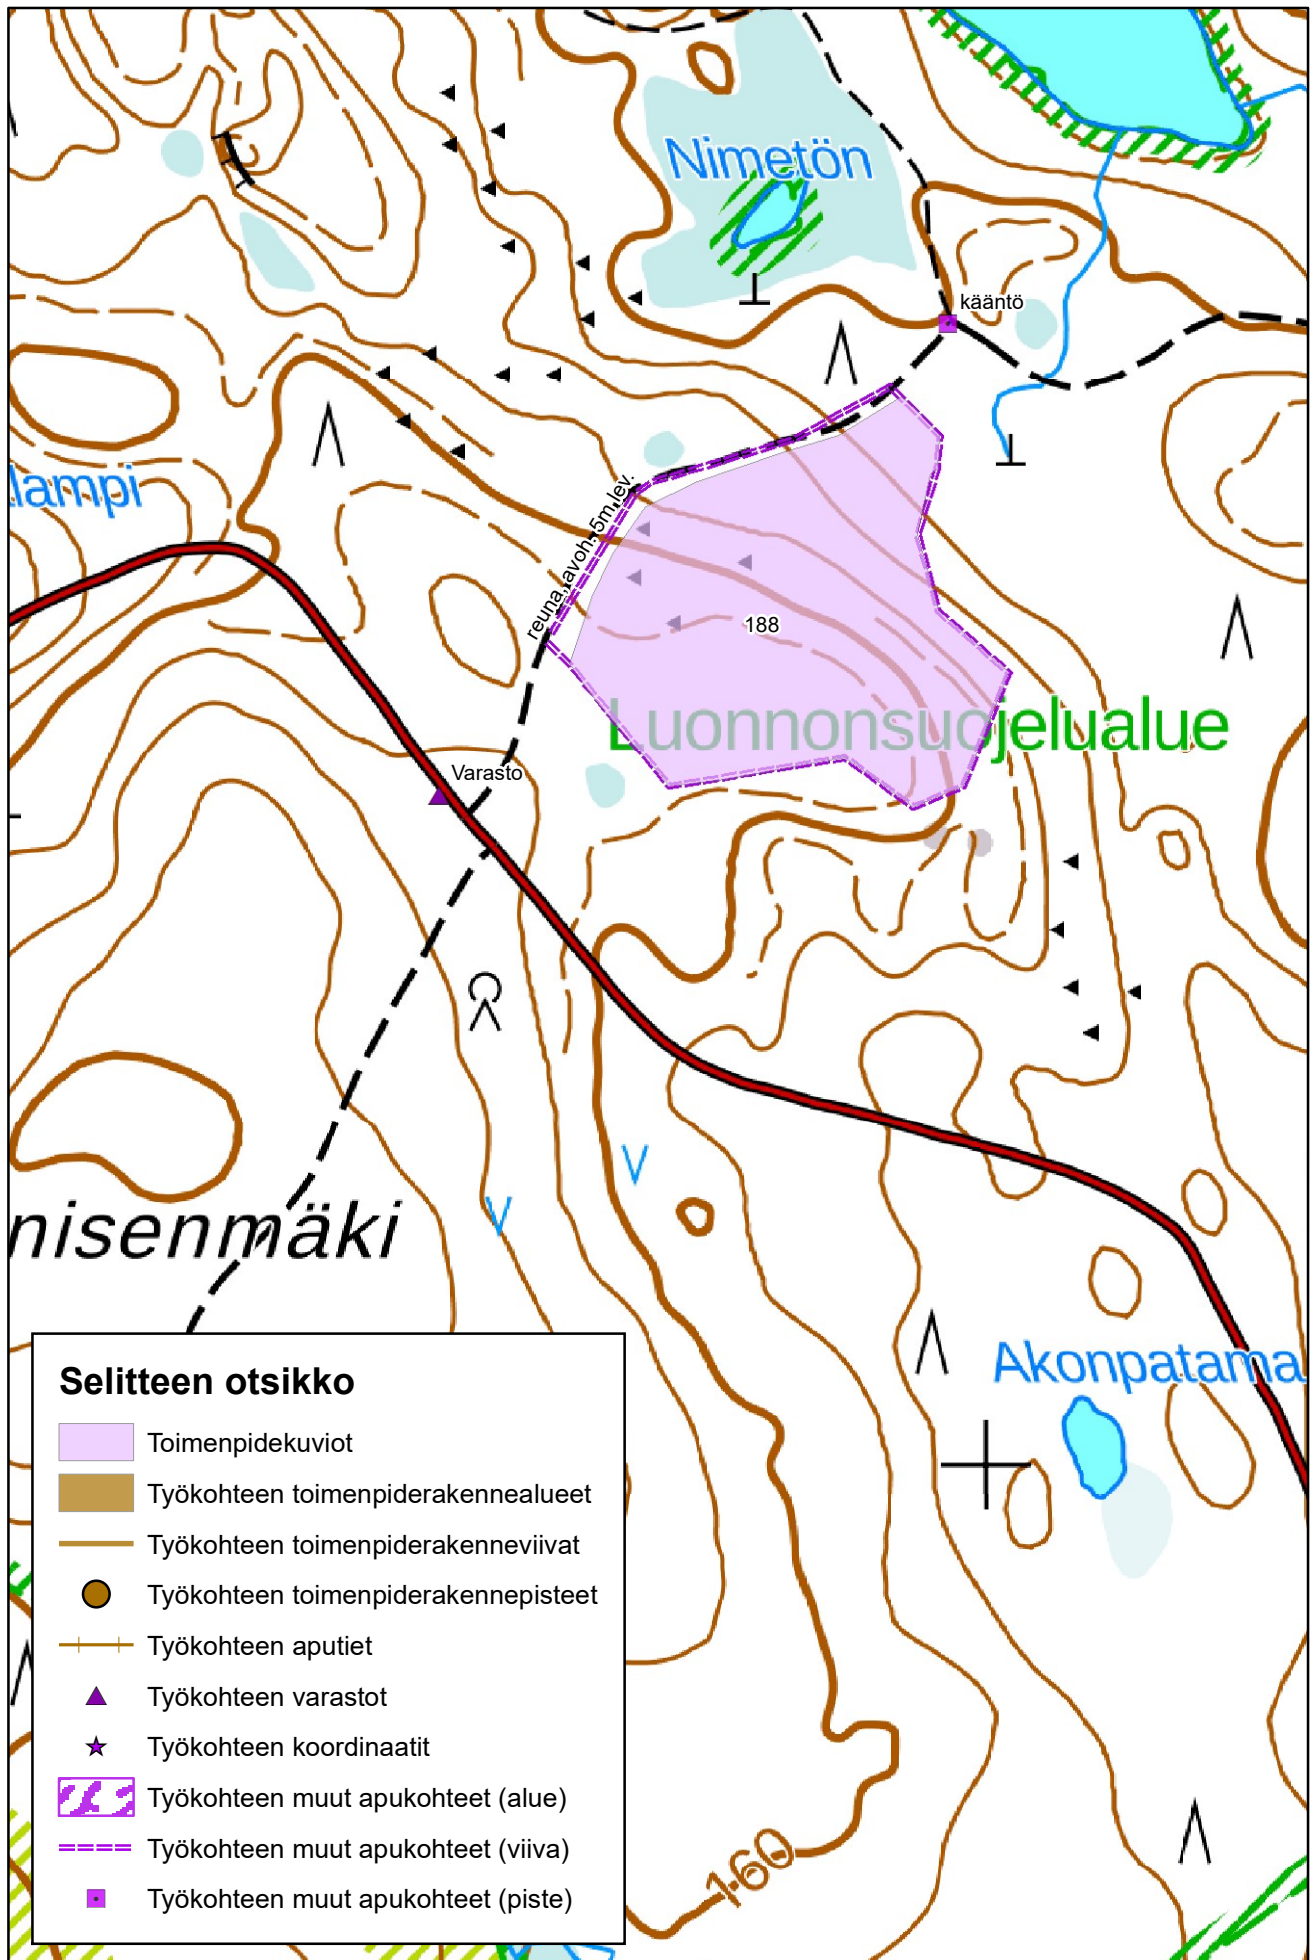 Nimetön
kääntö
lampi
reuna, avoh. 5m lev.
188
Luonnonsuojelualue
Varasto
nisenmäki
Akonpatama
160
Selitteen otsikko
Toimenpidekuviot
Työkohteen toimenpiderakennealueet
Työkohteen toimenpiderakenneviivat
Työkohteen toimenpiderakennepisteet
Työkohteen aputiet
Työkohteen varastot
Työkohteen koordinaatit
Työkohteen muut apukohteet (alue)
Työkohteen muut apukohteet (viiva)
Työkohteen muut apukohteet (piste)